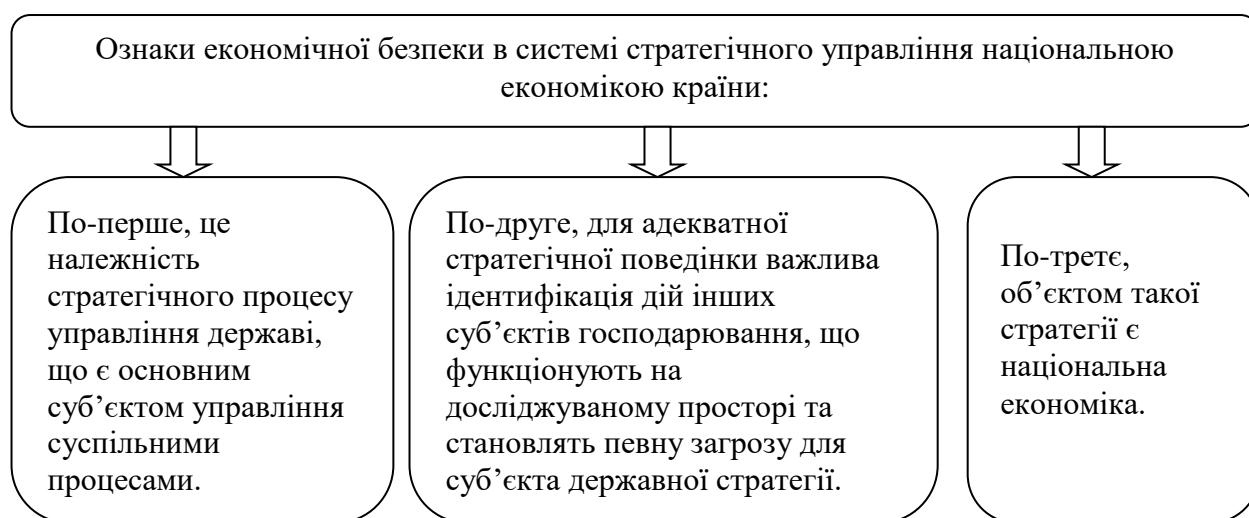 Ознаки економічної безпеки в системі стратегічного управління національною
економікою країни:
По-перше, це
належність
стратегічного процесу
управління державі,
що є основним
суб’єктом управління
суспільними
процесами.
По-друге, для адекватної
стратегічної поведінки важлива
ідентифікація дій інших
суб’єктів господарювання, що
функціонують на
досліджуваному просторі та
становлять певну загрозу для
суб’єкта державної стратегії.
По-третє,
об’єктом такої
стратегії є
національна
економіка.